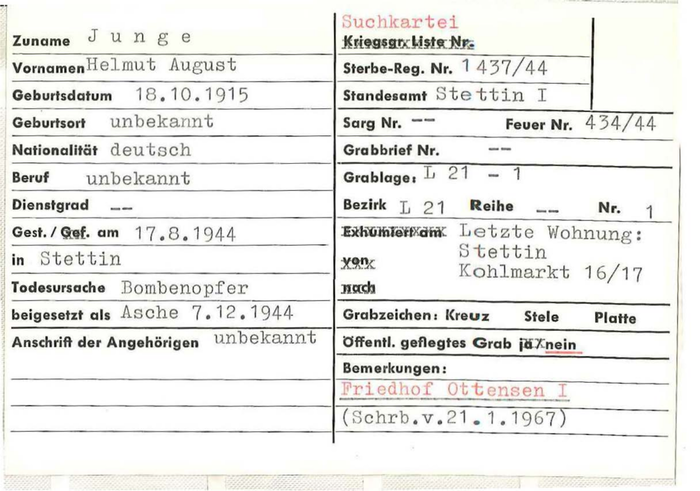 Zuname Junge
Vornamen Helmut August
Geburtsdatum 18.10.1915
Geburtsort unbekannt
Nationalität deutsch
Beruf unbekannt
Dienstgrad --
Gest./Gef. am 17.8.1944
in Stettin
Todesursache Bombenopfer
beigesetzt als Asche 7.12.1944
Anschrift der Angehörigen unbekannt
Suchkartei
Kriegsgr. Liste Nr.
Sterbe-Reg. Nr. 1437/44
Standesamt Stettin I
Sarg Nr. -- Feuer Nr. 434/44
Grabbrief Nr. --
Grablage: L 21 - 1
Bezirk L 21 Reihe -- Nr. 1
Exhumiert am Letzte Wohnung:
von Stettin
nach Kohlmarkt 16/17
Grabzeichen: Kreuz Stele Platte
Öffentl. gepflegtes Grab ja nein
Bemerkungen:
Friedhof Ottensen I
(Schrb.v.21.1.1967)